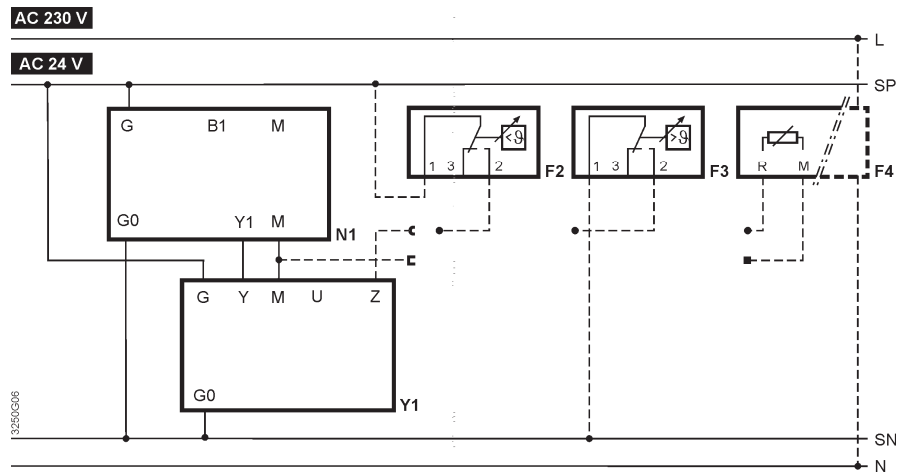 AC 230 V
L
AC 24 V
SP
G B1 M
<ϑ
>ϑ
1 3 2 F2
1 3 2 F3
R M F4
G0 Y1 M
N1
G Y M U Z
G0
Y1
3250G06
SN
N